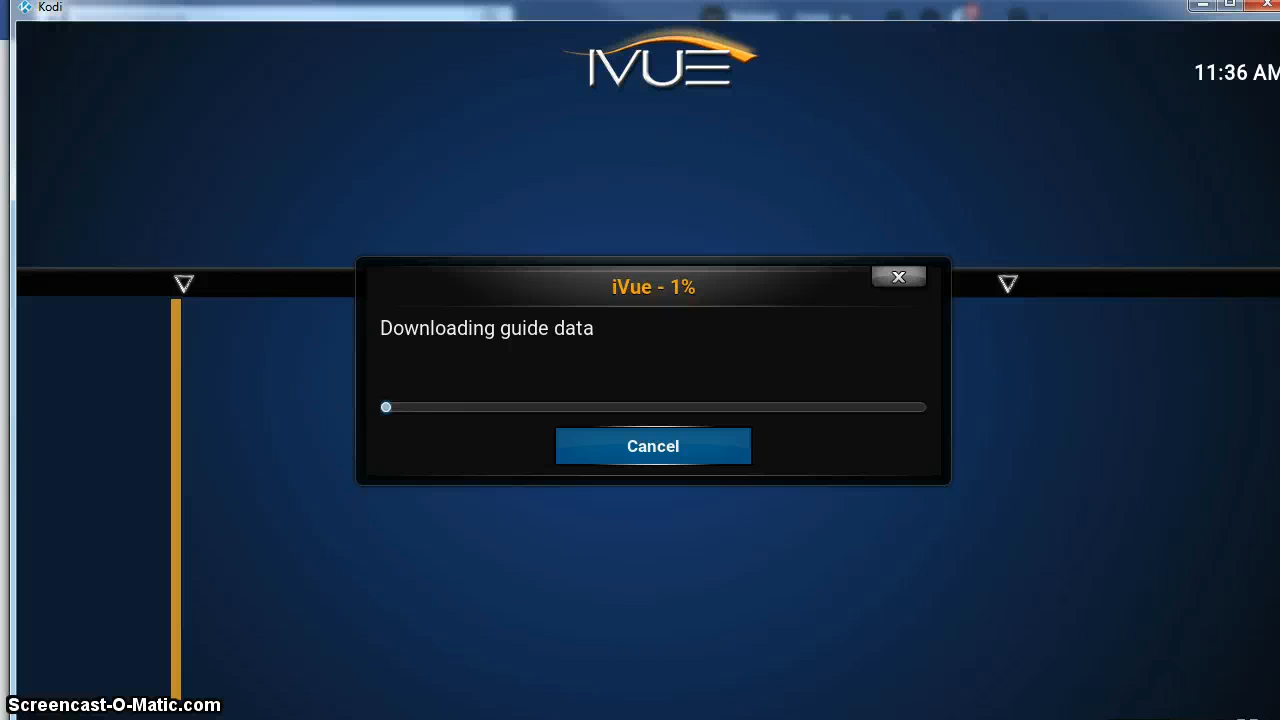 Kodi
IVUE
11:36 AM
iVue - 1%
Downloading guide data
Cancel
Screencast-O-Matic.com